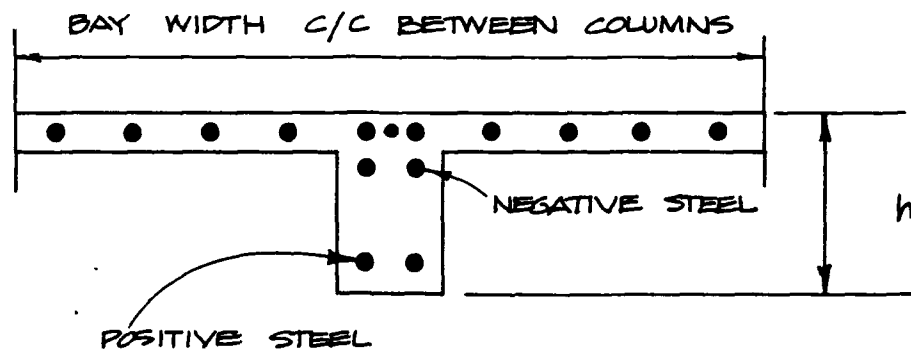 BAY WIDTH C/C BETWEEN COLUMNS
NEGATIVE STEEL
h
POSITIVE STEEL